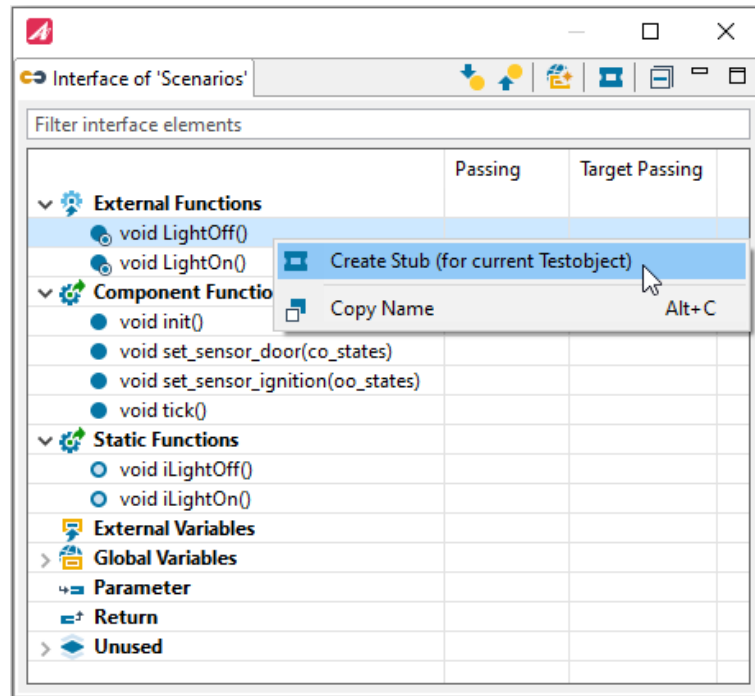 Interface of 'Scenarios'
Filter interface elements
Passing Target Passing
External Functions
void LightOff()
Create Stub (for current Testobject)
void LightOn()
Component Functio
Copy Name Alt+C
void init()
void set_sensor_door(co_states)
void set_sensor_ignition(oo_states)
void tick()
Static Functions
void iLightOff()
void iLightOn()
External Variables
Global Variables
Parameter
Return
Unused